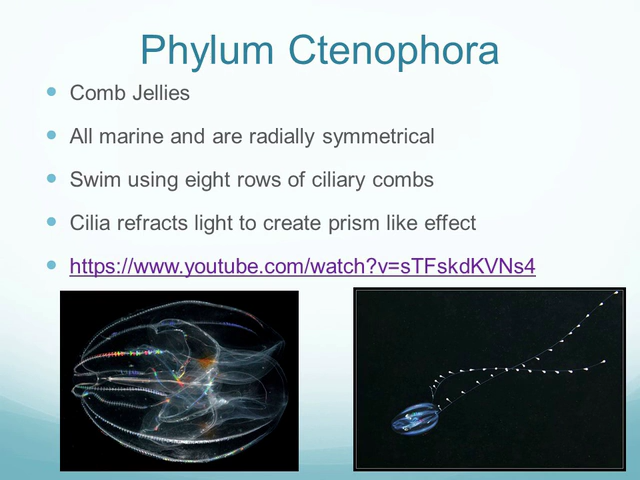 Phylum Ctenophora
Comb Jellies
All marine and are radially symmetrical
Swim using eight rows of ciliary combs
Cilia refracts light to create prism like effect
https://www.youtube.com/watch?v=sTFskdKVNs4